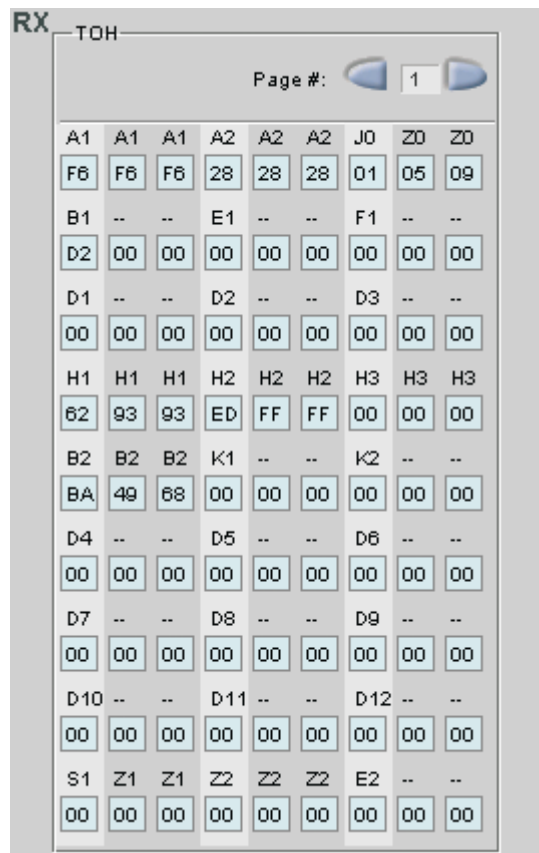 RX
TOH
Page #: 1
A1 A1 A1 A2 A2 A2 J0 Z0 Z0
F6 F6 F6 28 28 28 01 05 09
B1 -- -- E1 -- -- F1 -- --
D2 00 00 00 00 00 00 00 00
D1 -- -- D2 -- -- D3 -- --
00 00 00 00 00 00 00 00 00
H1 H1 H1 H2 H2 H2 H3 H3 H3
62 93 93 ED FF FF 00 00 00
B2 B2 B2 K1 -- -- K2 -- --
BA 49 68 00 00 00 00 00 00
D4 -- -- D5 -- -- D6 -- --
00 00 00 00 00 00 00 00 00
D7 -- -- D8 -- -- D9 -- --
00 00 00 00 00 00 00 00 00
D10 -- -- D11 -- -- D12 -- --
00 00 00 00 00 00 00 00 00
S1 Z1 Z1 Z2 Z2 Z2 E2 -- --
00 00 00 00 00 00 00 00 00